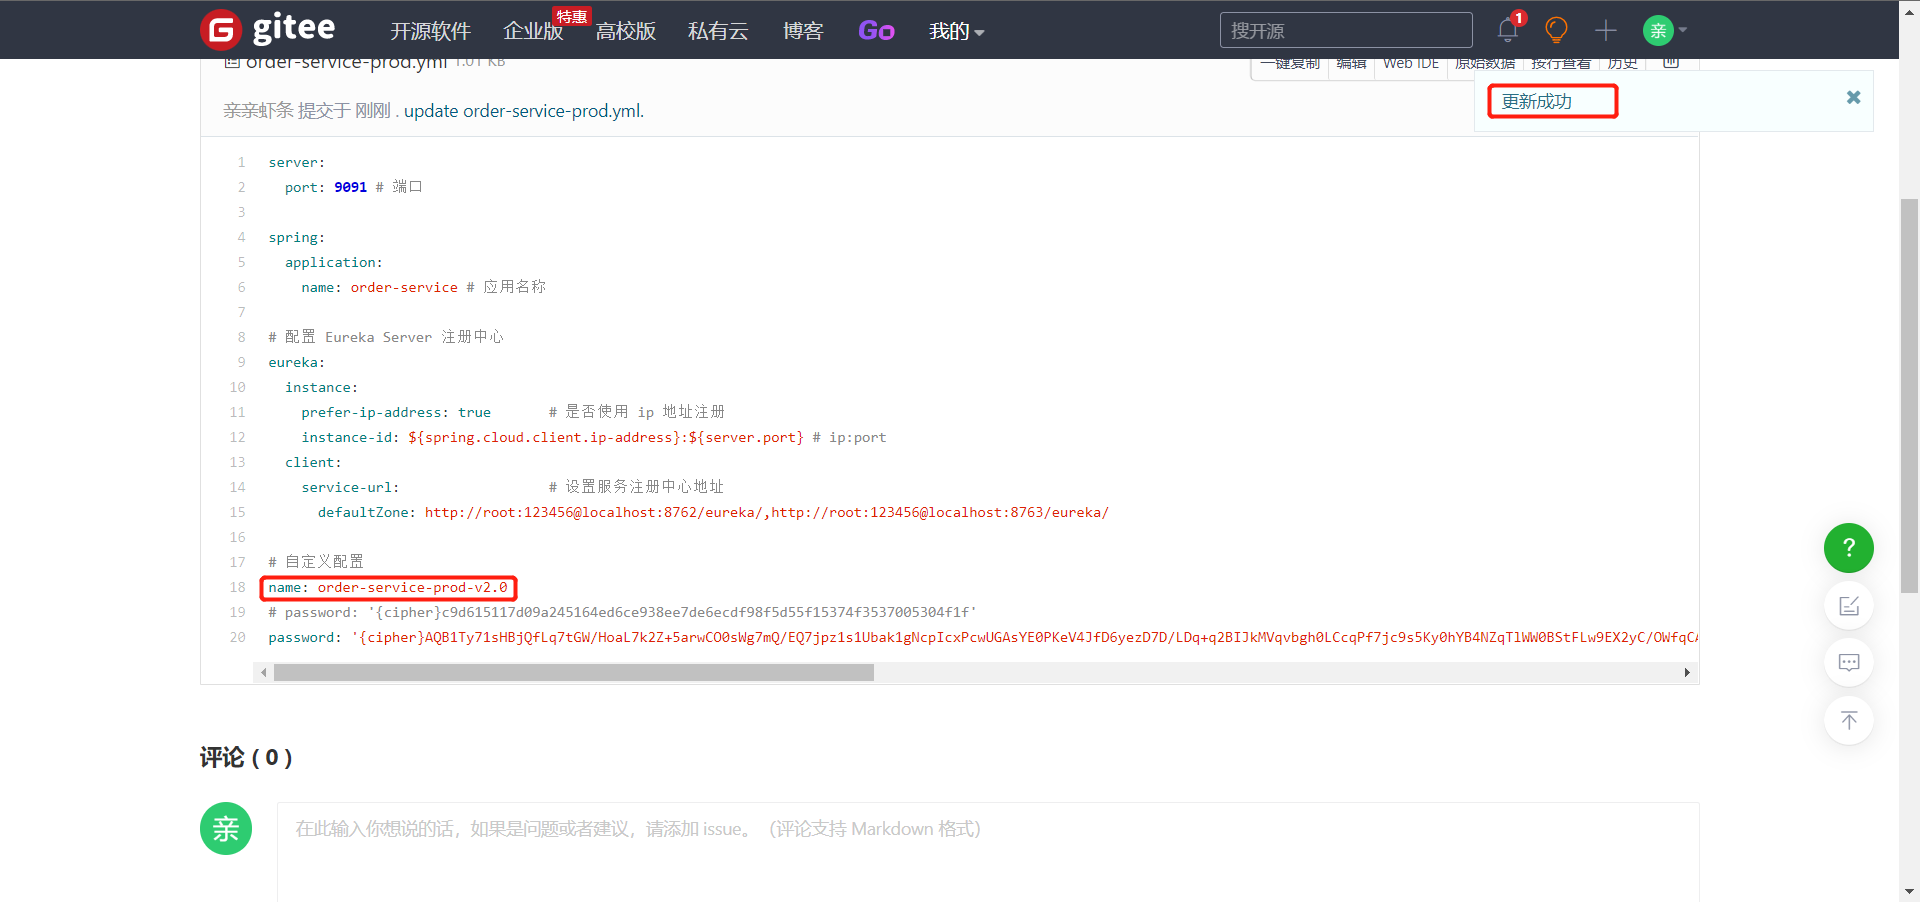 gitee 开源软件 企业版 特惠 高校版 私有云 博客 Go 我的 搜开源 1 亲
order-service-prod.yml 1.01 KB 一键复制 编辑 Web IDE 原始数据 按行查看 历史
更新成功
亲亲虾条 提交于 刚刚 . update order-service-prod.yml.
1 server:
2 port: 9091 # 端口
3
4 spring:
5 application:
6 name: order-service # 应用名称
7
8 # 配置 Eureka Server 注册中心
9 eureka:
10 instance:
11 prefer-ip-address: true # 是否使用 ip 地址注册
12 instance-id: ${spring.cloud.client.ip-address}:${server.port} # ip:port
13 client:
14 service-url: # 设置服务注册中心地址
15 defaultZone: http://root:123456@localhost:8762/eureka/,http://root:123456@localhost:8763/eureka/
16
17 # 自定义配置
18 name: order-service-prod-v2.0
19 # password: '{cipher}c9d615117d09a245164ed6ce938ee7de6ecdf98f5d55f15374f3537005304f1f'
20 password: '{cipher}AQB1Ty71sHBjQfLq7tGW/HoaL7k2Z+5arwCO0sWg7mQ/EQ7jpz1s1Ubak1gNcpIcxPcwUGAsYE0PKeV4JfD6yezD7D/LDq+q2BIJkMVqvbgh0LCcqPf7jc9s5Ky0hYB4NZqTlWW0BStFLw9EX2yC/OWfqCA
?
评论 ( 0 )
亲
在此输入你想说的话，如果是问题或者建议，请添加 issue。（评论支持 Markdown 格式）